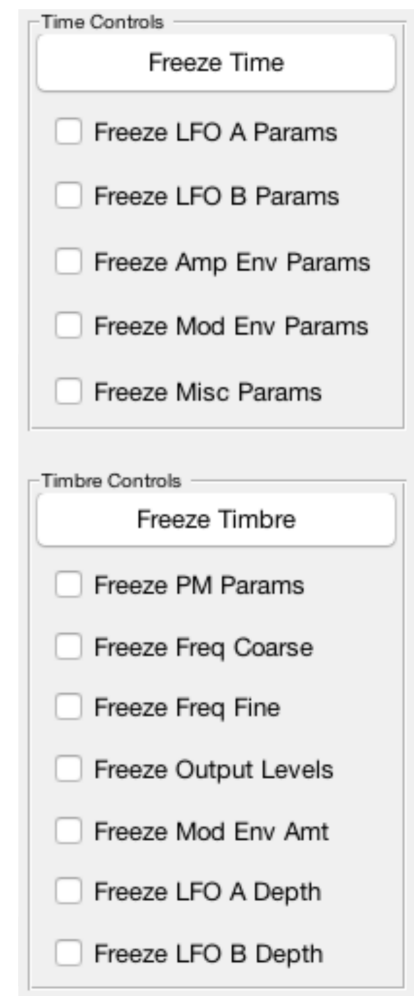 Time Controls
Freeze Time
Freeze LFO A Params
Freeze LFO B Params
Freeze Amp Env Params
Freeze Mod Env Params
Freeze Misc Params
Timbre Controls
Freeze Timbre
Freeze PM Params
Freeze Freq Coarse
Freeze Freq Fine
Freeze Output Levels
Freeze Mod Env Amt
Freeze LFO A Depth
Freeze LFO B Depth